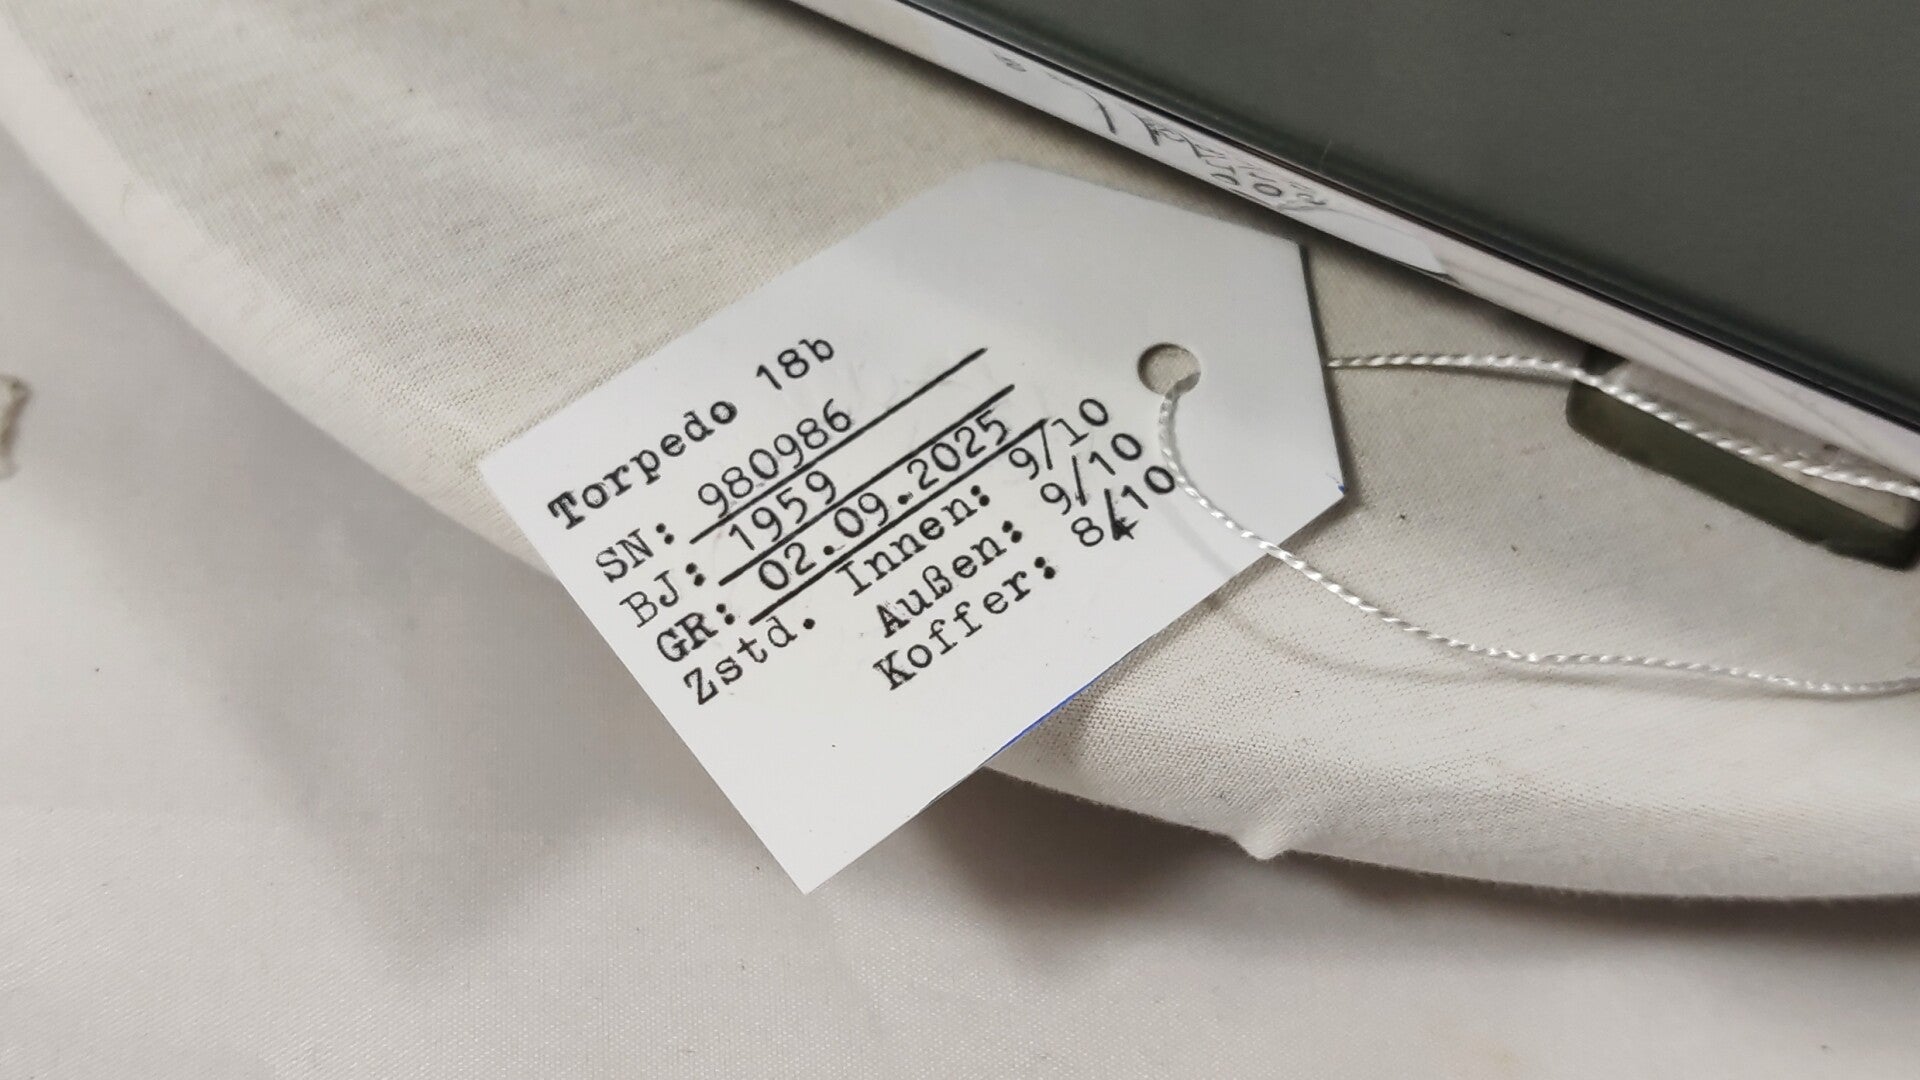 Torpedo 18b
SN: 980986
BJ: 1959
GR: 02.09.2025
Zstd. Innen: 9/10
Außen: 9/10
Koffer: 8/10